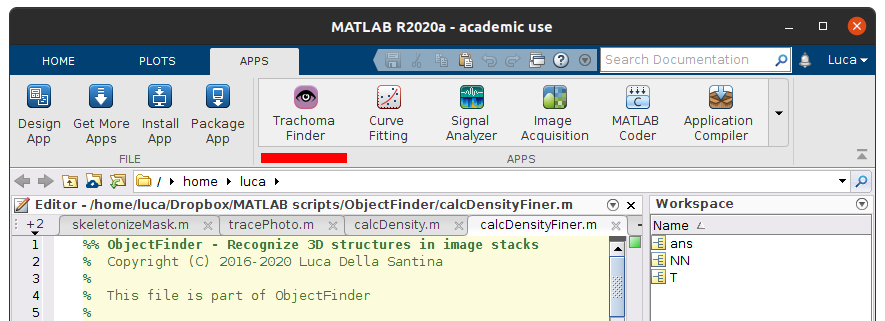 MATLAB R2020a - academic use
HOME PLOTS APPS Search Documentation Luca
Design App Get More Apps Install App Package App Trachoma Finder Curve Fitting Signal Analyzer Image Acquisition MATLAB Coder Application Compiler
FILE APPS
/ home luca
Editor - /home/luca/Dropbox/MATLAB scripts/ObjectFinder/calcDensityFiner.m Workspace
+2 skeletonizeMask.m tracePhoto.m calcDensity.m calcDensityFiner.m Name
1 %% ObjectFinder - Recognize 3D structures in image stacks ans
2 % Copyright (C) 2016-2020 Luca Della Santina NN
3 % T
4 % This file is part of ObjectFinder
5 %